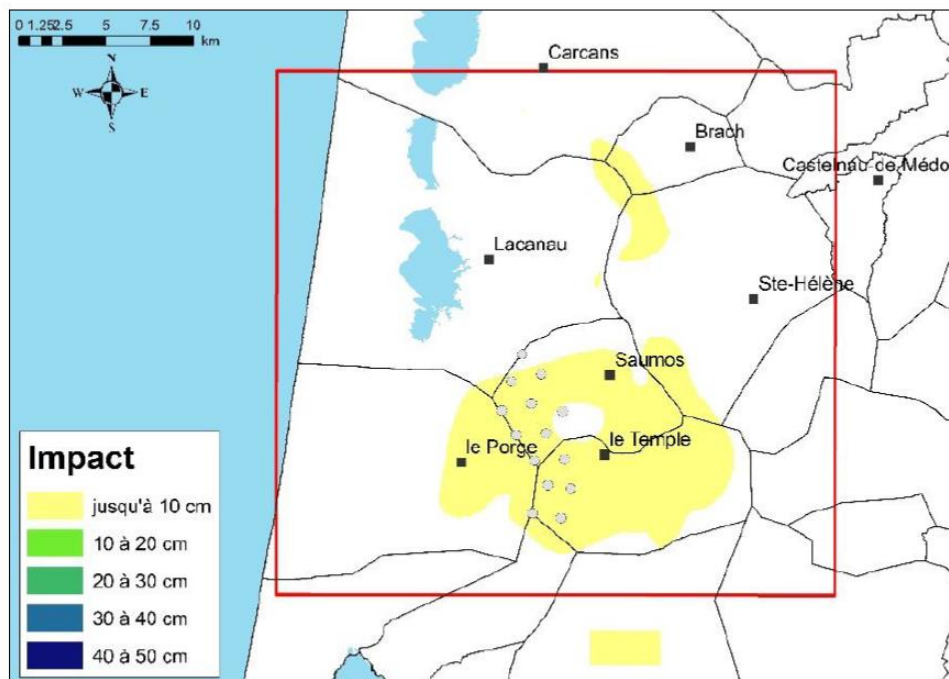 0 1.25 2.5 5 7.5 10
km
N
W E
S
Carcans
Brach
Castelnau-de-Médo
Lacanau
Ste-Hélène
Saumos
le Porge
le Temple
Impact
jusqu'à 10 cm
10 à 20 cm
20 à 30 cm
30 à 40 cm
40 à 50 cm